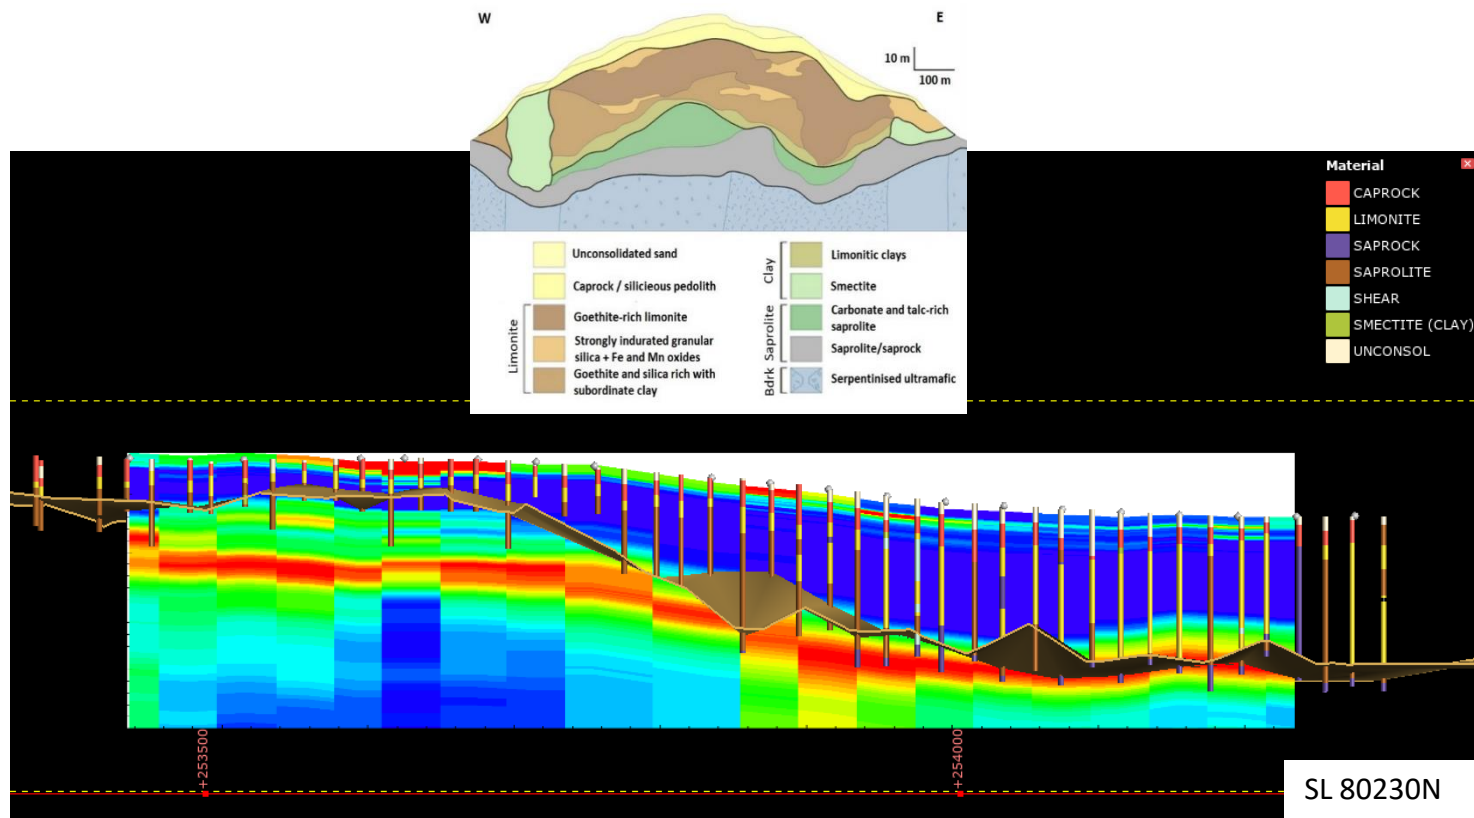 W
E
10 m
100 m
Unconsolidated sand
Caprock / silicieous pedolith
Limonite
Goethite-rich limonite
Strongly indurated granular
silica + Fe and Mn oxides
Goethite and silica rich with
subordinate clay
Clay
Limonitic clays
Smectite
Saprolite
Carbonate and talc-rich
saprolite
Saprolite/saprock
Bdrk
Serpentinised ultramafic
Material
CAPROCK
LIMONITE
SAPROCK
SAPROLITE
SHEAR
SMECTITE (CLAY)
UNCONSOL
+253500
+254000
SL 80230N